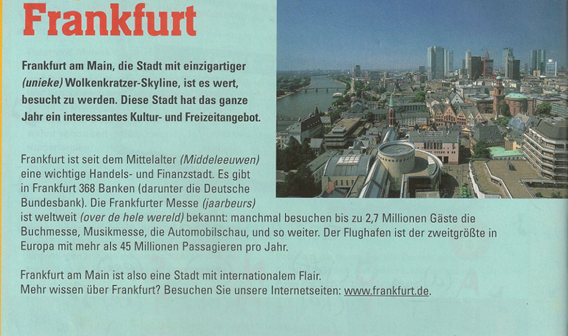 Frankfurt
Frankfurt am Main, die Stadt mit einzigartiger
(unieke) Wolkenkratzer-Skyline, ist es wert,
besucht zu werden. Diese Stadt hat das ganze
Jahr ein interessantes Kultur- und Freizeitangebot.
Frankfurt ist seit dem Mittelalter (Middeleeuwen)
eine wichtige Handels- und Finanzstadt. Es gibt
in Frankfurt 368 Banken (darunter die Deutsche
Bundesbank). Die Frankfurter Messe (jaarbeurs)
ist weltweit (over de hele wereld) bekannt: manchmal besuchen bis zu 2,7 Millionen Gäste die
Buchmesse, Musikmesse, die Automobilschau, und so weiter. Der Flughafen ist der zweitgrößte in
Europa mit mehr als 45 Millionen Passagieren pro Jahr.
Frankfurt am Main ist also eine Stadt mit internationalem Flair.
Mehr wissen über Frankfurt? Besuchen Sie unsere Internetseiten: www.frankfurt.de.